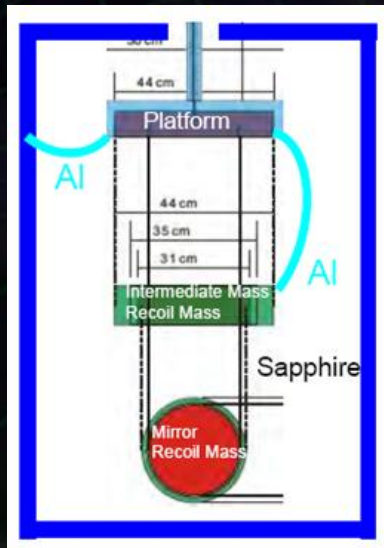 44 cm
Platform
Al
44 cm
35 cm
31 cm
Al
Intermediate Mass
Recoil Mass
Sapphire
Mirror
Recoil Mass